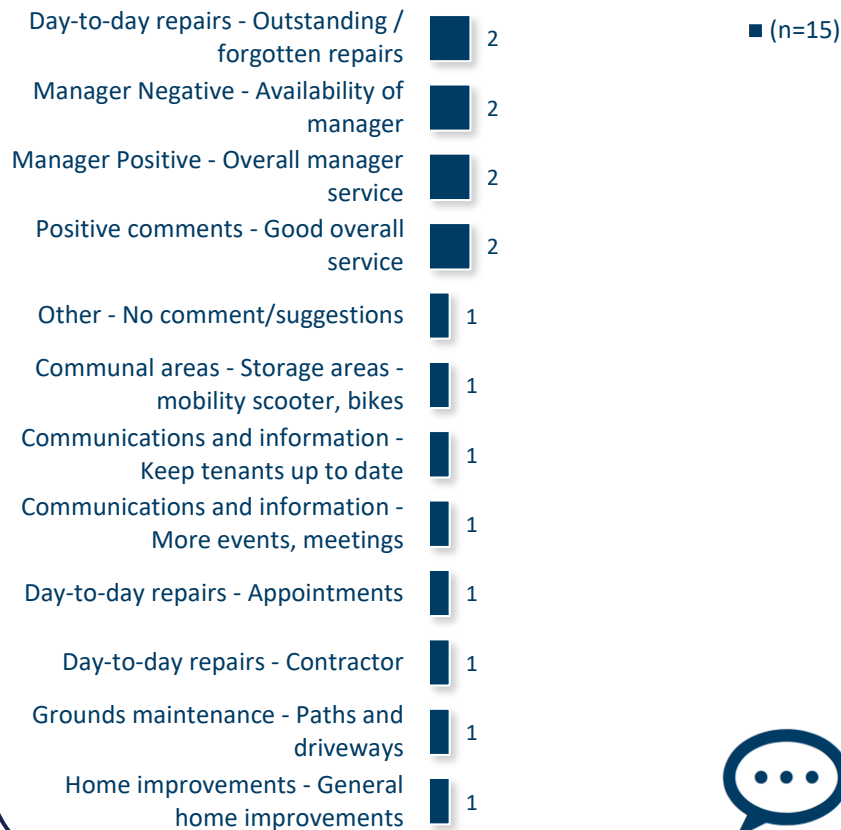 Day-to-day repairs - Outstanding /
forgotten repairs
2
(n=15)
Manager Negative - Availability of
manager
2
Manager Positive - Overall manager
service
2
Positive comments - Good overall
service
2
Other - No comment/suggestions
1
Communal areas - Storage areas -
mobility scooter, bikes
1
Communications and information -
Keep tenants up to date
1
Communications and information -
More events, meetings
1
Day-to-day repairs - Appointments
1
Day-to-day repairs - Contractor
1
Grounds maintenance - Paths and
driveways
1
Home improvements - General
home improvements
1